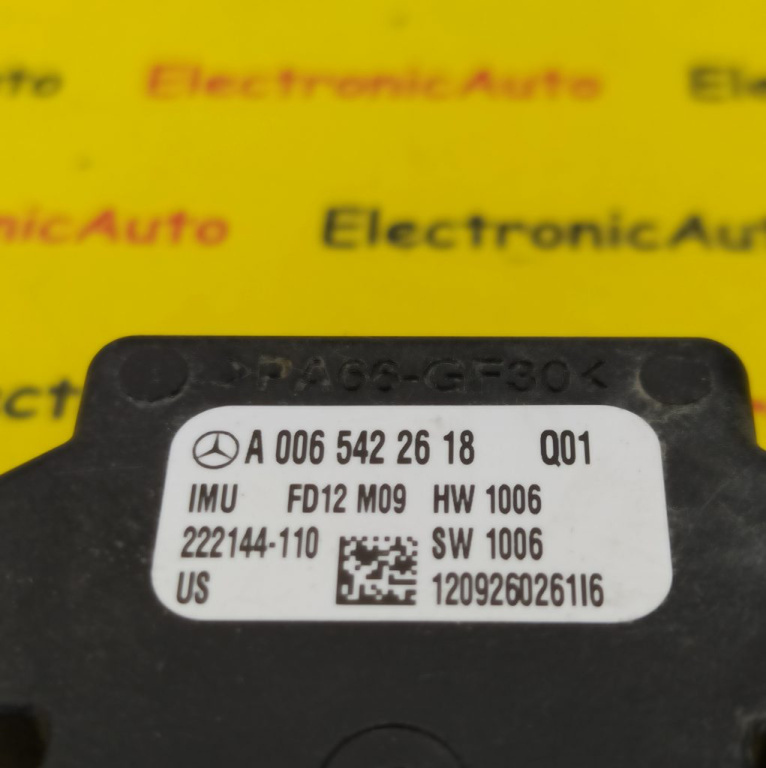 ElectronicAuto
ElectronicAuto
>PA66-GF30<
A 006 542 26 18 Q01
IMU FD12 M09 HW 1006
222144-110 SW 1006
US 1209260261I6